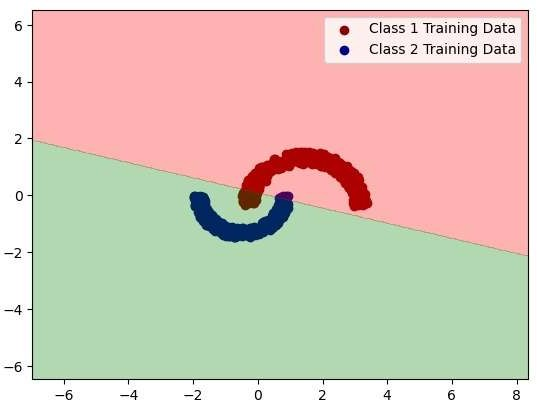 Class 1 Training Data
Class 2 Training Data
6
4
2
0
−2
−4
−6
−6 −4 −2 0 2 4 6 8